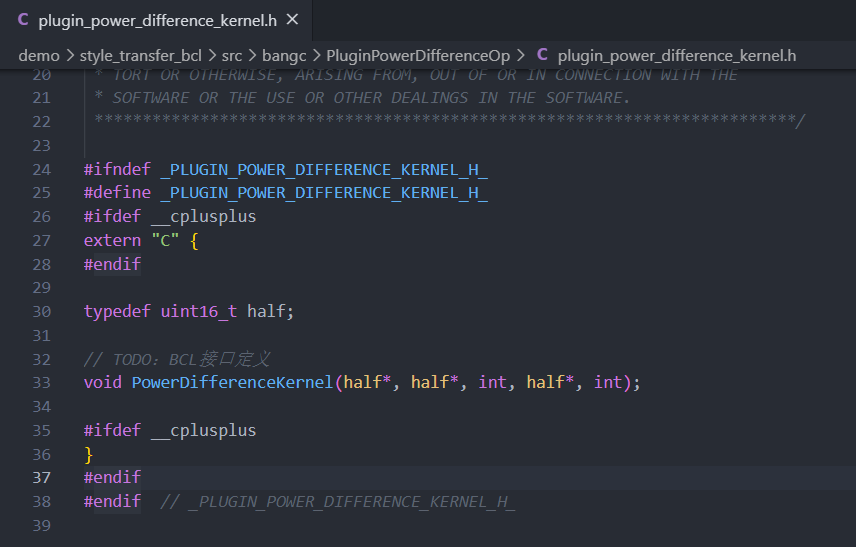 C plugin_power_difference_kernel.h ×
demo > style_transfer_bcl > src > bangc > PluginPowerDifferenceOp > C plugin_power_difference_kernel.h
20 * TORT OR OTHERWISE, ARISING FROM, OUT OF OR IN CONNECTION WITH THE
21 * SOFTWARE OR THE USE OR OTHER DEALINGS IN THE SOFTWARE.
22 *************************************************************************/
23
24 #ifndef _PLUGIN_POWER_DIFFERENCE_KERNEL_H_
25 #define _PLUGIN_POWER_DIFFERENCE_KERNEL_H_
26 #ifdef __cplusplus
27 extern "C" {
28 #endif
29
30 typedef uint16_t half;
31
32 // TODO: BCL接口定义
33 void PowerDifferenceKernel(half*, half*, int, half*, int);
34
35 #ifdef __cplusplus
36 }
37 #endif
38 #endif  // _PLUGIN_POWER_DIFFERENCE_KERNEL_H_
39